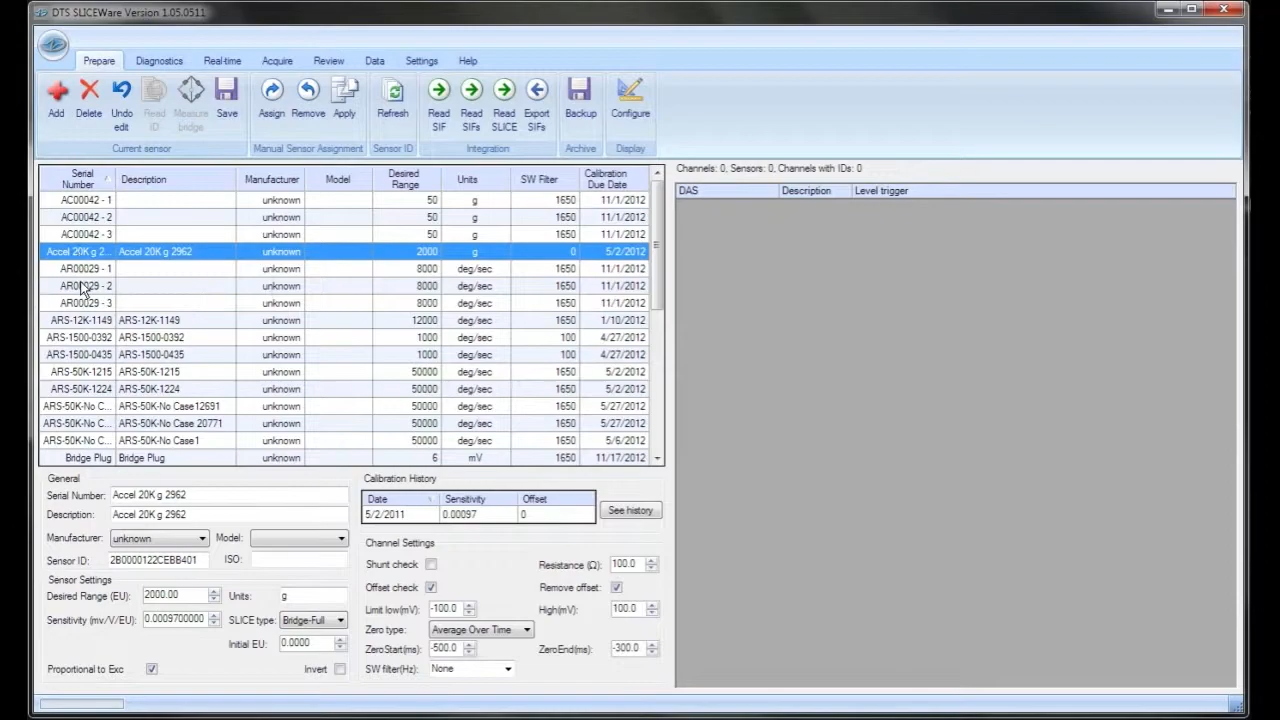 DTS SLICEWare Version 1.05.0511
Prepare Diagnostics Real-time Acquire Review Data Settings Help
Add Delete Undo edit Read ID Measure bridge Save Assign Remove Apply Refresh Read SIF Read SIFs Read SLICE Export SIFs Backup Configure
Current sensor Manual Sensor Assignment Sensor ID Integration Archive Display
Serial Number Description Manufacturer Model Desired Range Units SW Filter Calibration Due Date
AC00042 - 1 unknown 50 g 1650 11/1/2012
AC00042 - 2 unknown 50 g 1650 11/1/2012
AC00042 - 3 unknown 50 g 1650 11/1/2012
Accel 20K g 2... Accel 20K g 2962 unknown 2000 g 0 5/2/2012
AR00029 - 1 unknown 8000 deg/sec 1650 11/1/2012
AR00029 - 2 unknown 8000 deg/sec 1650 11/1/2012
AR00029 - 3 unknown 8000 deg/sec 1650 11/1/2012
ARS-12K-1149 ARS-12K-1149 unknown 12000 deg/sec 1650 1/10/2012
ARS-1500-0392 ARS-1500-0392 unknown 1000 deg/sec 100 4/27/2012
ARS-1500-0435 ARS-1500-0435 unknown 1000 deg/sec 100 4/27/2012
ARS-50K-1215 ARS-50K-1215 unknown 50000 deg/sec 1650 5/2/2012
ARS-50K-1224 ARS-50K-1224 unknown 50000 deg/sec 1650 5/2/2012
ARS-50K-No C... ARS-50K-No Case12691 unknown 50000 deg/sec 1650 5/27/2012
ARS-50K-No C... ARS-50K-No Case 20771 unknown 50000 deg/sec 1650 5/27/2012
ARS-50K-No C... ARS-50K-No Case1 unknown 50000 deg/sec 1650 5/6/2012
Bridge Plug Bridge Plug unknown 6 mV 1650 11/17/2012
Channels: 0, Sensors: 0, Channels with IDs: 0
DAS Description Level trigger
General
Serial Number: Accel 20K g 2962
Description: Accel 20K g 2962
Manufacturer: unknown Model:
Sensor ID: 2B0000122CEBB401 ISO:
Sensor Settings
Desired Range (EU): 2000.00 Units: g
Sensitivity (mv/V/EU): 0.0009700000 SLICE type: Bridge-Full
Initial EU: 0.0000
Proportional to Exc Invert
Calibration History
Date Sensitivity Offset
5/2/2011 0.00097 0
See history
Channel Settings
Shunt check Resistance (Ω): 100.0
Offset check Remove offset:
Limit low(mV) -100.0 High(mV): 100.0
Zero type: Average Over Time
ZeroStart(ms): -500.0 ZeroEnd(ms): -300.0
SW filter(Hz): None